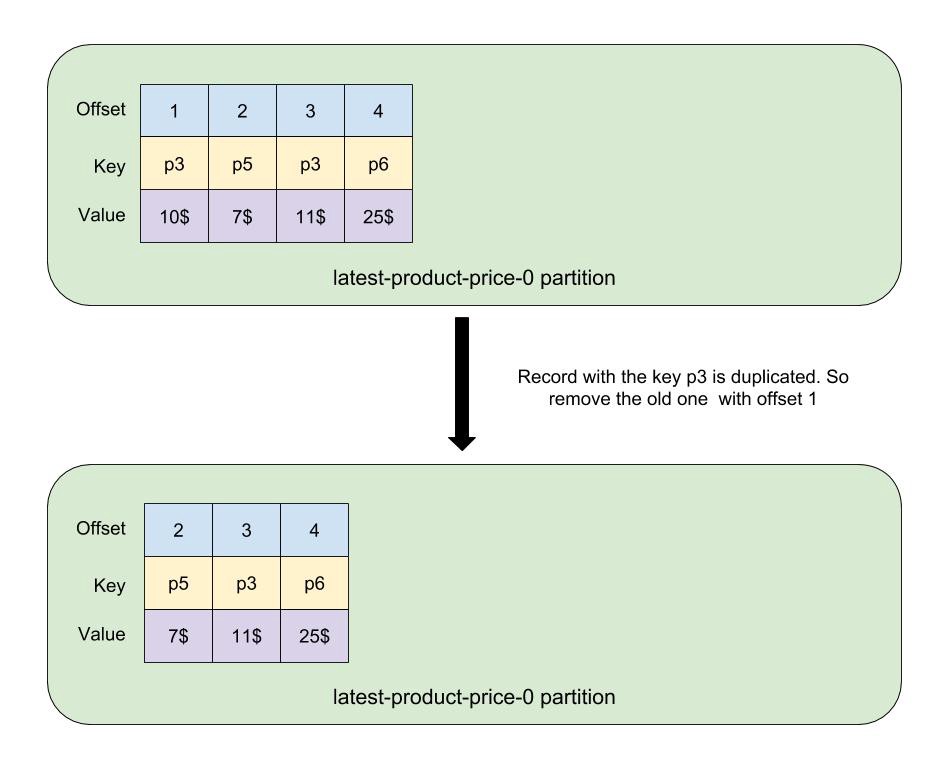 Offset 1 2 3 4
Key p3 p5 p3 p6
Value 10$ 7$ 11$ 25$
latest-product-price-0 partition
Record with the key p3 is duplicated. So
remove the old one  with offset 1
Offset 2 3 4
Key p5 p3 p6
Value 7$ 11$ 25$
latest-product-price-0 partition